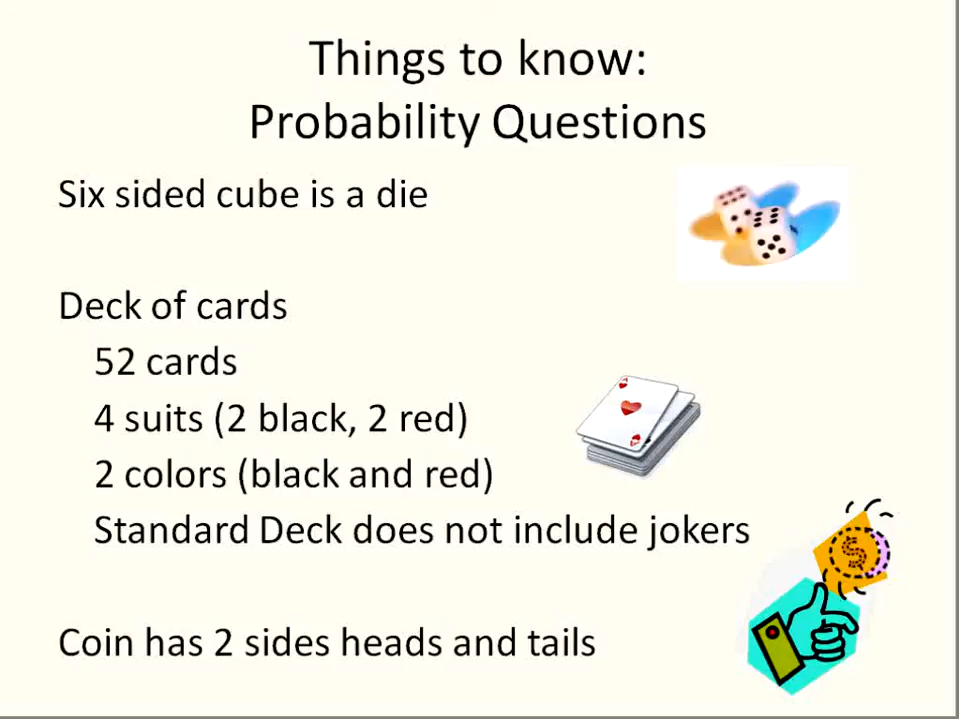 Things to know:
Probability Questions
Six sided cube is a die
Deck of cards
52 cards
4 suits (2 black, 2 red)
2 colors (black and red)
Standard Deck does not include jokers
Coin has 2 sides heads and tails